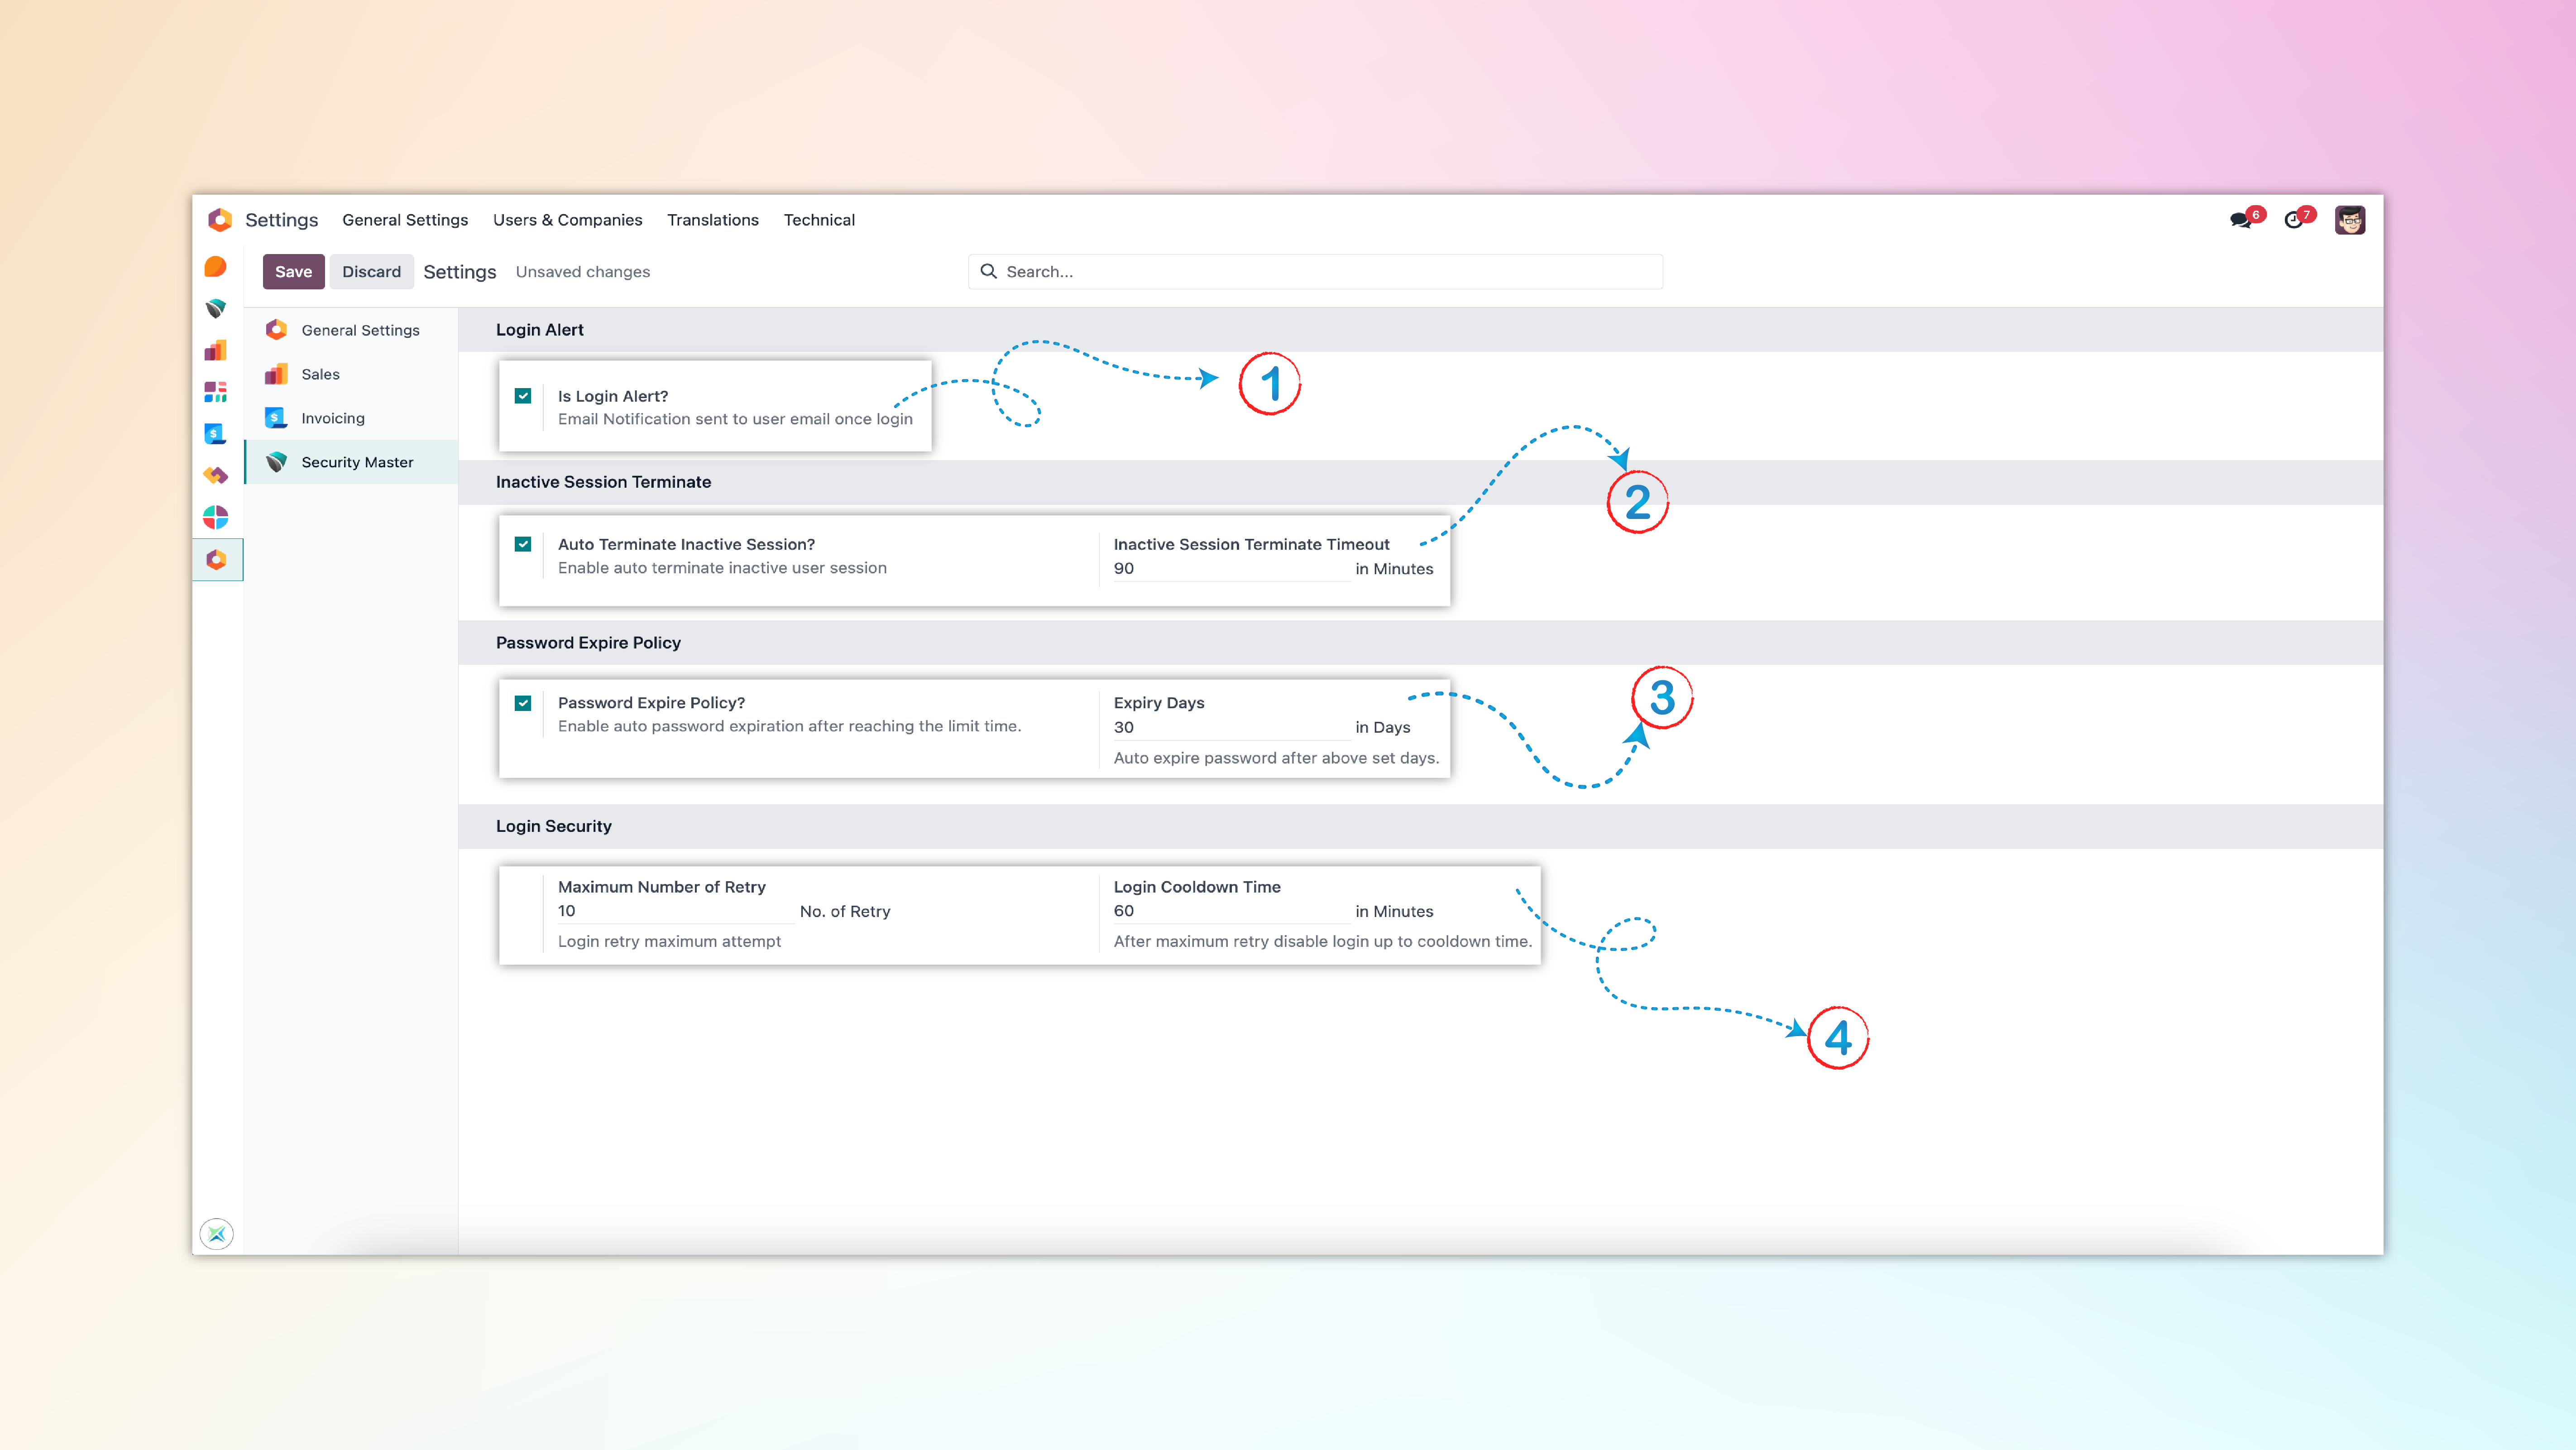 Settings General Settings Users & Companies Translations Technical 6 7
Save Discard Settings Unsaved changes Search...
General Settings
Sales
Invoicing
Security Master
Login Alert
Is Login Alert?
Email Notification sent to user email once login
1
Inactive Session Terminate
2
Auto Terminate Inactive Session?
Enable auto terminate inactive user session
Inactive Session Terminate Timeout
90 in Minutes
Password Expire Policy
Password Expire Policy?
Enable auto password expiration after reaching the limit time.
Expiry Days
30 in Days
Auto expire password after above set days.
3
Login Security
Maximum Number of Retry
10 No. of Retry
Login retry maximum attempt
Login Cooldown Time
60 in Minutes
After maximum retry disable login up to cooldown time.
4